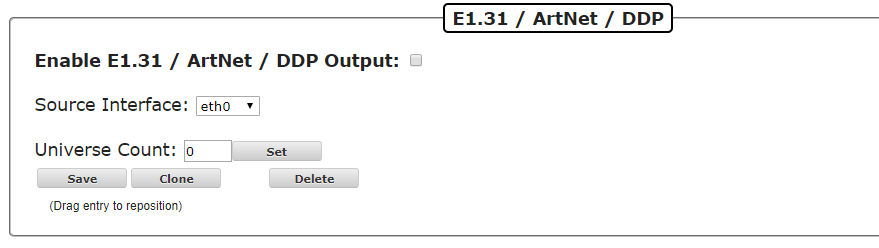 E1.31 / ArtNet / DDP
Enable E1.31 / ArtNet / DDP Output:
Source Interface: eth0
Universe Count: 0 Set
Save Clone Delete
(Drag entry to reposition)